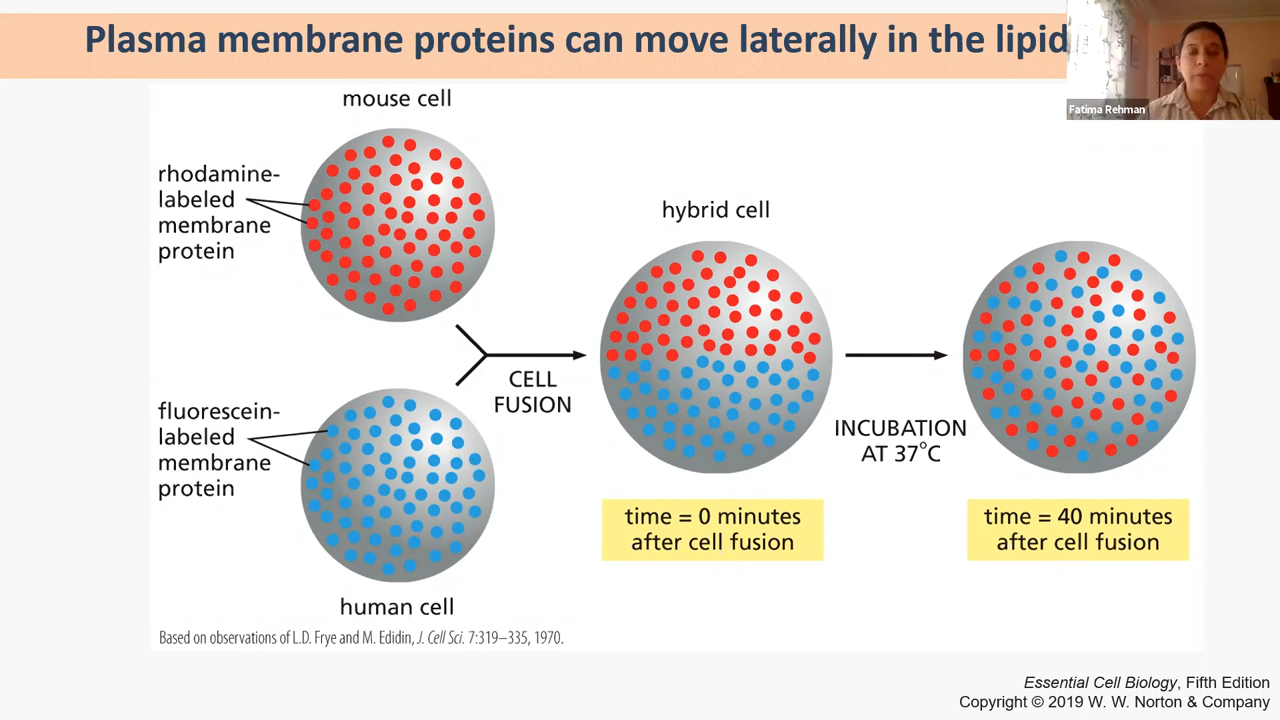 Plasma membrane proteins can move laterally in the lipid
Fatima Rehman
mouse cell
rhodamine-
labeled
membrane
protein
hybrid cell
CELL
FUSION
fluorescein-
labeled
membrane
protein
INCUBATION
AT 37°C
time = 0 minutes
after cell fusion
time = 40 minutes
after cell fusion
human cell
Based on observations of L.D. Frye and M. Edidin, J. Cell Sci. 7:319–335, 1970.
Essential Cell Biology, Fifth Edition
Copyright © 2019 W. W. Norton & Company